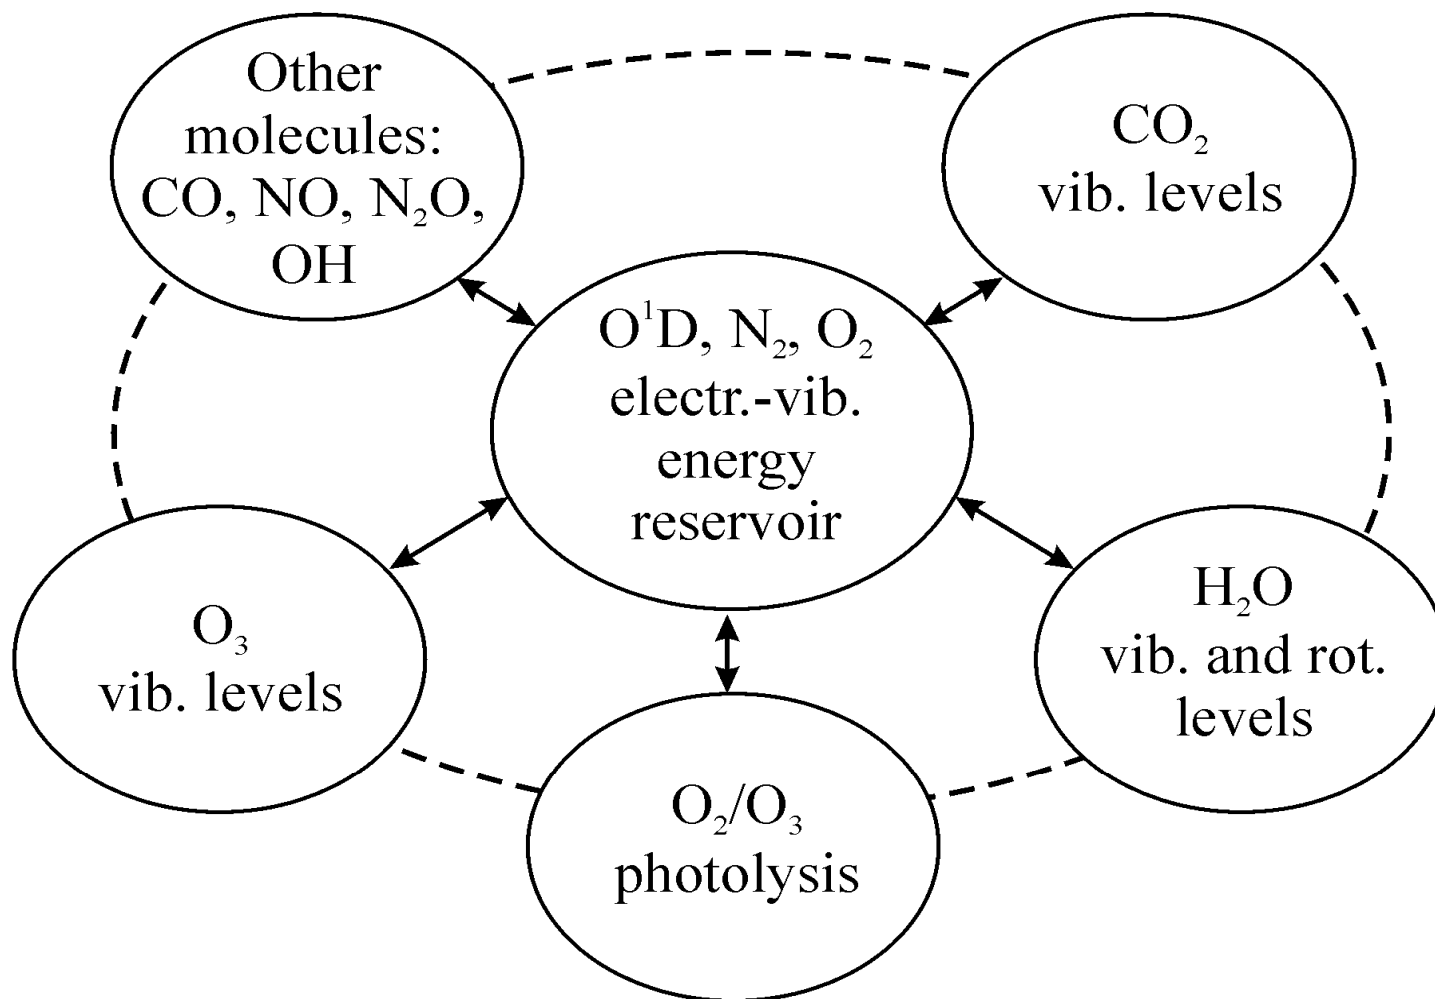 Other
molecules:
CO, NO, N₂O,
OH
CO₂
vib. levels
O¹D, N₂, O₂
electr.-vib.
energy
reservoir
O₃
vib. levels
H₂O
vib. and rot.
levels
O₂/O₃
photolysis